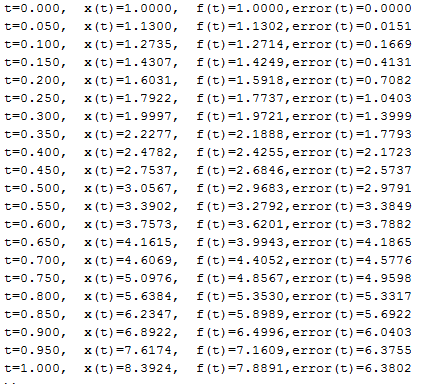 t=0.000, x(t)=1.0000, f(t)=1.0000,error(t)=0.0000
t=0.050, x(t)=1.1300, f(t)=1.1302,error(t)=0.0151
t=0.100, x(t)=1.2735, f(t)=1.2714,error(t)=0.1669
t=0.150, x(t)=1.4307, f(t)=1.4249,error(t)=0.4131
t=0.200, x(t)=1.6031, f(t)=1.5918,error(t)=0.7082
t=0.250, x(t)=1.7922, f(t)=1.7737,error(t)=1.0403
t=0.300, x(t)=1.9997, f(t)=1.9721,error(t)=1.3999
t=0.350, x(t)=2.2277, f(t)=2.1888,error(t)=1.7793
t=0.400, x(t)=2.4782, f(t)=2.4255,error(t)=2.1723
t=0.450, x(t)=2.7537, f(t)=2.6846,error(t)=2.5737
t=0.500, x(t)=3.0567, f(t)=2.9683,error(t)=2.9791
t=0.550, x(t)=3.3902, f(t)=3.2792,error(t)=3.3849
t=0.600, x(t)=3.7573, f(t)=3.6201,error(t)=3.7882
t=0.650, x(t)=4.1615, f(t)=3.9943,error(t)=4.1865
t=0.700, x(t)=4.6069, f(t)=4.4052,error(t)=4.5776
t=0.750, x(t)=5.0976, f(t)=4.8567,error(t)=4.9598
t=0.800, x(t)=5.6384, f(t)=5.3530,error(t)=5.3317
t=0.850, x(t)=6.2347, f(t)=5.8989,error(t)=5.6922
t=0.900, x(t)=6.8922, f(t)=6.4996,error(t)=6.0403
t=0.950, x(t)=7.6174, f(t)=7.1609,error(t)=6.3755
t=1.000, x(t)=8.3924, f(t)=7.8891,error(t)=6.3802